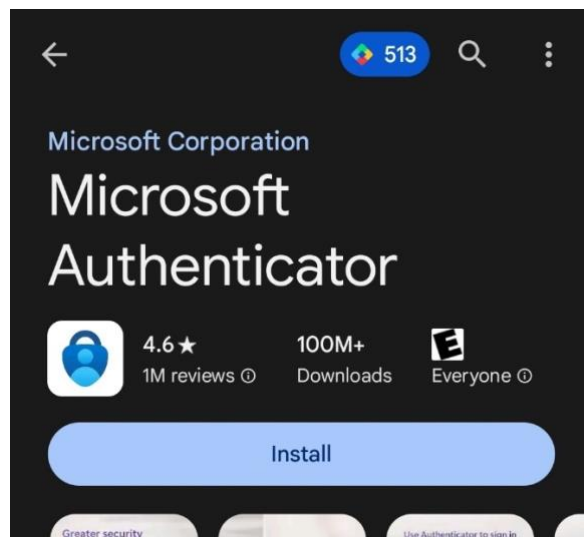 513
Microsoft Corporation
Microsoft
Authenticator
4.6★ 100M+ E
1M reviews Downloads Everyone
Install
Greater security Use Authenticator to sign in